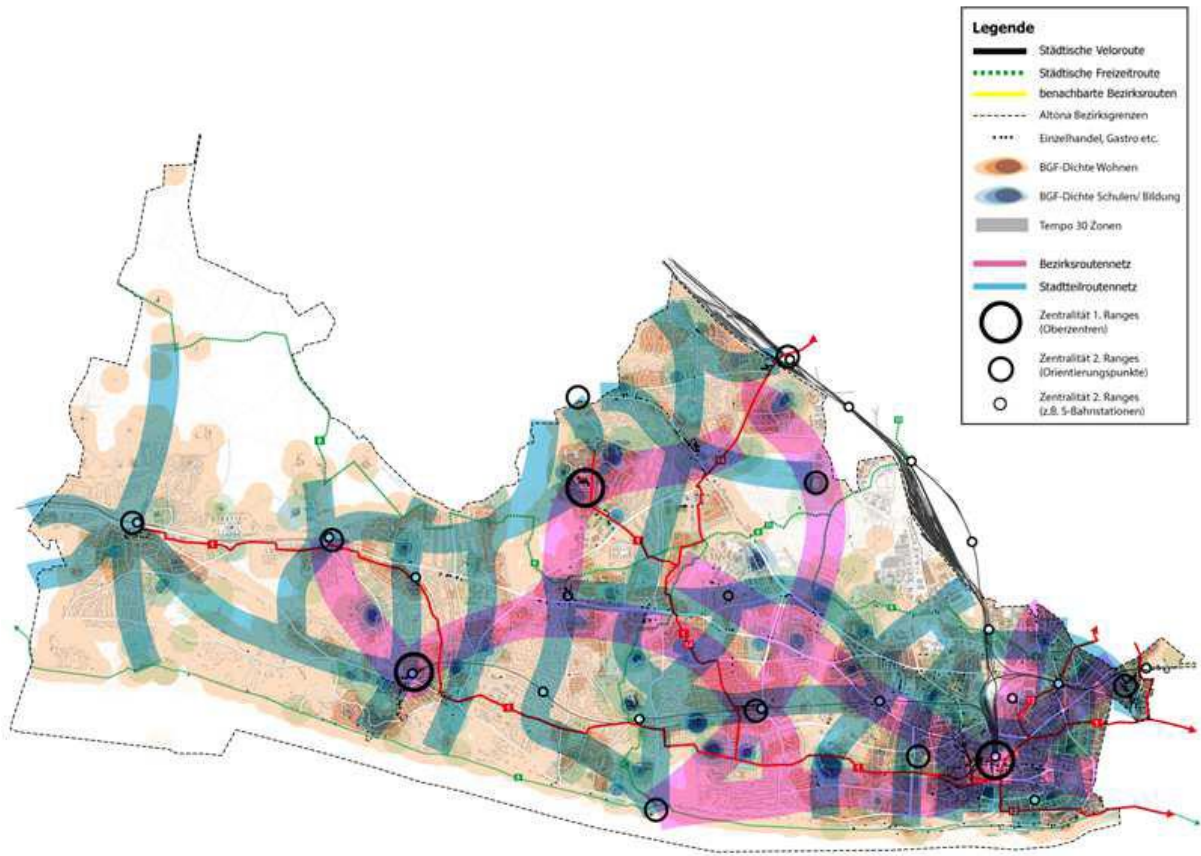 Legende
Städtische Veloroute
Städtische Freizeitroute
benachbarte Bezirksrouten
Altona Bezirksgrenzen
Einzelhandel, Gastro etc.
BGF-Dichte Wohnen
BGF-Dichte Schulen/ Bildung
Tempo 30 Zonen
Bezirksroutennetz
Stadtteilroutennetz
Zentralität 1. Ranges
(Oberzentren)
Zentralität 2. Ranges
(Orientierungspunkte)
Zentralität 2. Ranges
(z.B. S-Bahnstationen)